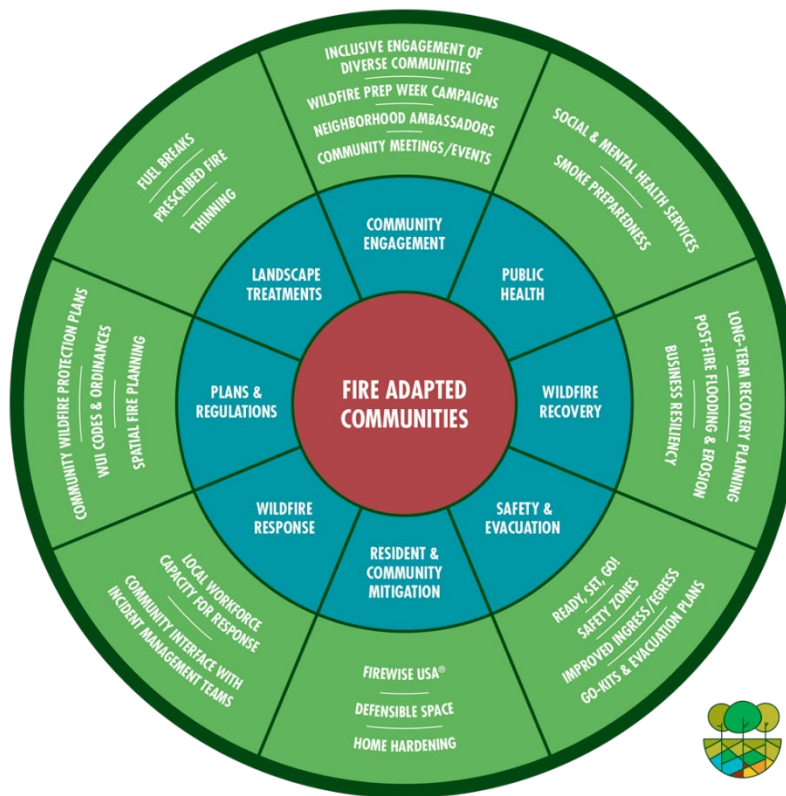 FIRE ADAPTED
COMMUNITIES
COMMUNITY
ENGAGEMENT
INCLUSIVE ENGAGEMENT OF
DIVERSE COMMUNITIES
WILDFIRE PREP WEEK CAMPAIGNS
NEIGHBORHOOD AMBASSADORS
COMMUNITY MEETINGS/EVENTS
PUBLIC
HEALTH
SOCIAL & MENTAL HEALTH SERVICES
SMOKE PREPAREDNESS
WILDFIRE
RECOVERY
LONG-TERM RECOVERY PLANNING
POST-FIRE FLOODING & EROSION
BUSINESS RESILIENCY
SAFETY &
EVACUATION
READY, SET, GO!
SAFETY ZONES
IMPROVED INGRESS/EGRESS
GO-KITS & EVACUATION PLANS
RESIDENT &
COMMUNITY
MITIGATION
FIREWISE USA®
DEFENSIBLE SPACE
HOME HARDENING
WILDFIRE
RESPONSE
LOCAL WORKFORCE
CAPACITY FOR RESPONSE
COMMUNITY INTERFACE WITH
INCIDENT MANAGEMENT TEAMS
PLANS &
REGULATIONS
COMMUNITY WILDFIRE PROTECTION PLANS
WUI CODES & ORDINANCES
SPATIAL FIRE PLANNING
LANDSCAPE
TREATMENTS
FUEL BREAKS
PRESCRIBED FIRE
THINNING